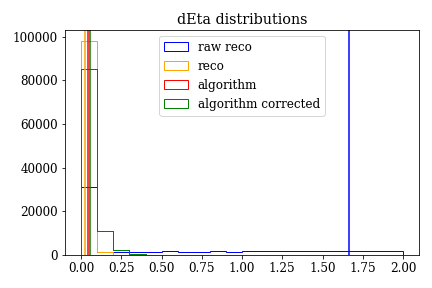 dEta distributions
100000
80000
60000
40000
20000
0
raw reco
reco
algorithm
algorithm corrected
0.00 0.25 0.50 0.75 1.00 1.25 1.50 1.75 2.00